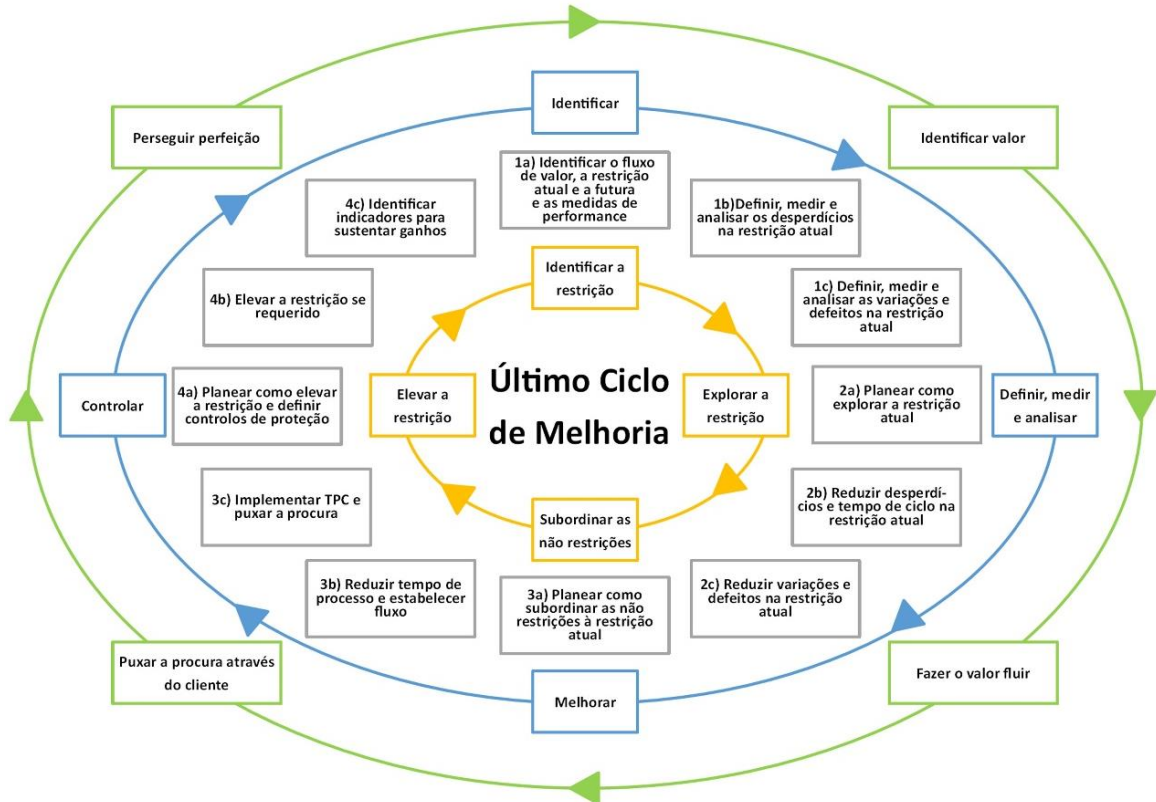 Identificar
Perseguir perfeição
Identificar valor
1a) Identificar o fluxo
de valor, a restrição
atual e a futura
e as medidas de
performance
4c) Identificar
indicadores para
sustentar ganhos
1b)Definir, medir e
analisar os desperdícios
na restrição atual
Identificar a
restrição
4b) Elevar a restrição se
requerido
1c) Definir, medir e
analisar as variações e
defeitos na restrição
atual
Controlar
4a) Planear como elevar
a restrição e definir
controlos de proteção
Elevar a
restrição
Último Ciclo
de Melhoria
Explorar a
restrição
2a) Planear como
explorar a restrição
atual
Definir, medir
e analisar
3c) Implementar TPC e
puxar a procura
Subordinar as
não restrições
2b) Reduzir desperdí-
cios e tempo de ciclo na
restrição atual
3b) Reduzir tempo de
processo e estabelecer
fluxo
3a) Planear como
subordinar as não
restrições à restrição
atual
2c) Reduzir variações e
defeitos na restrição
atual
Puxar a procura através
do cliente
Melhorar
Fazer o valor fluir